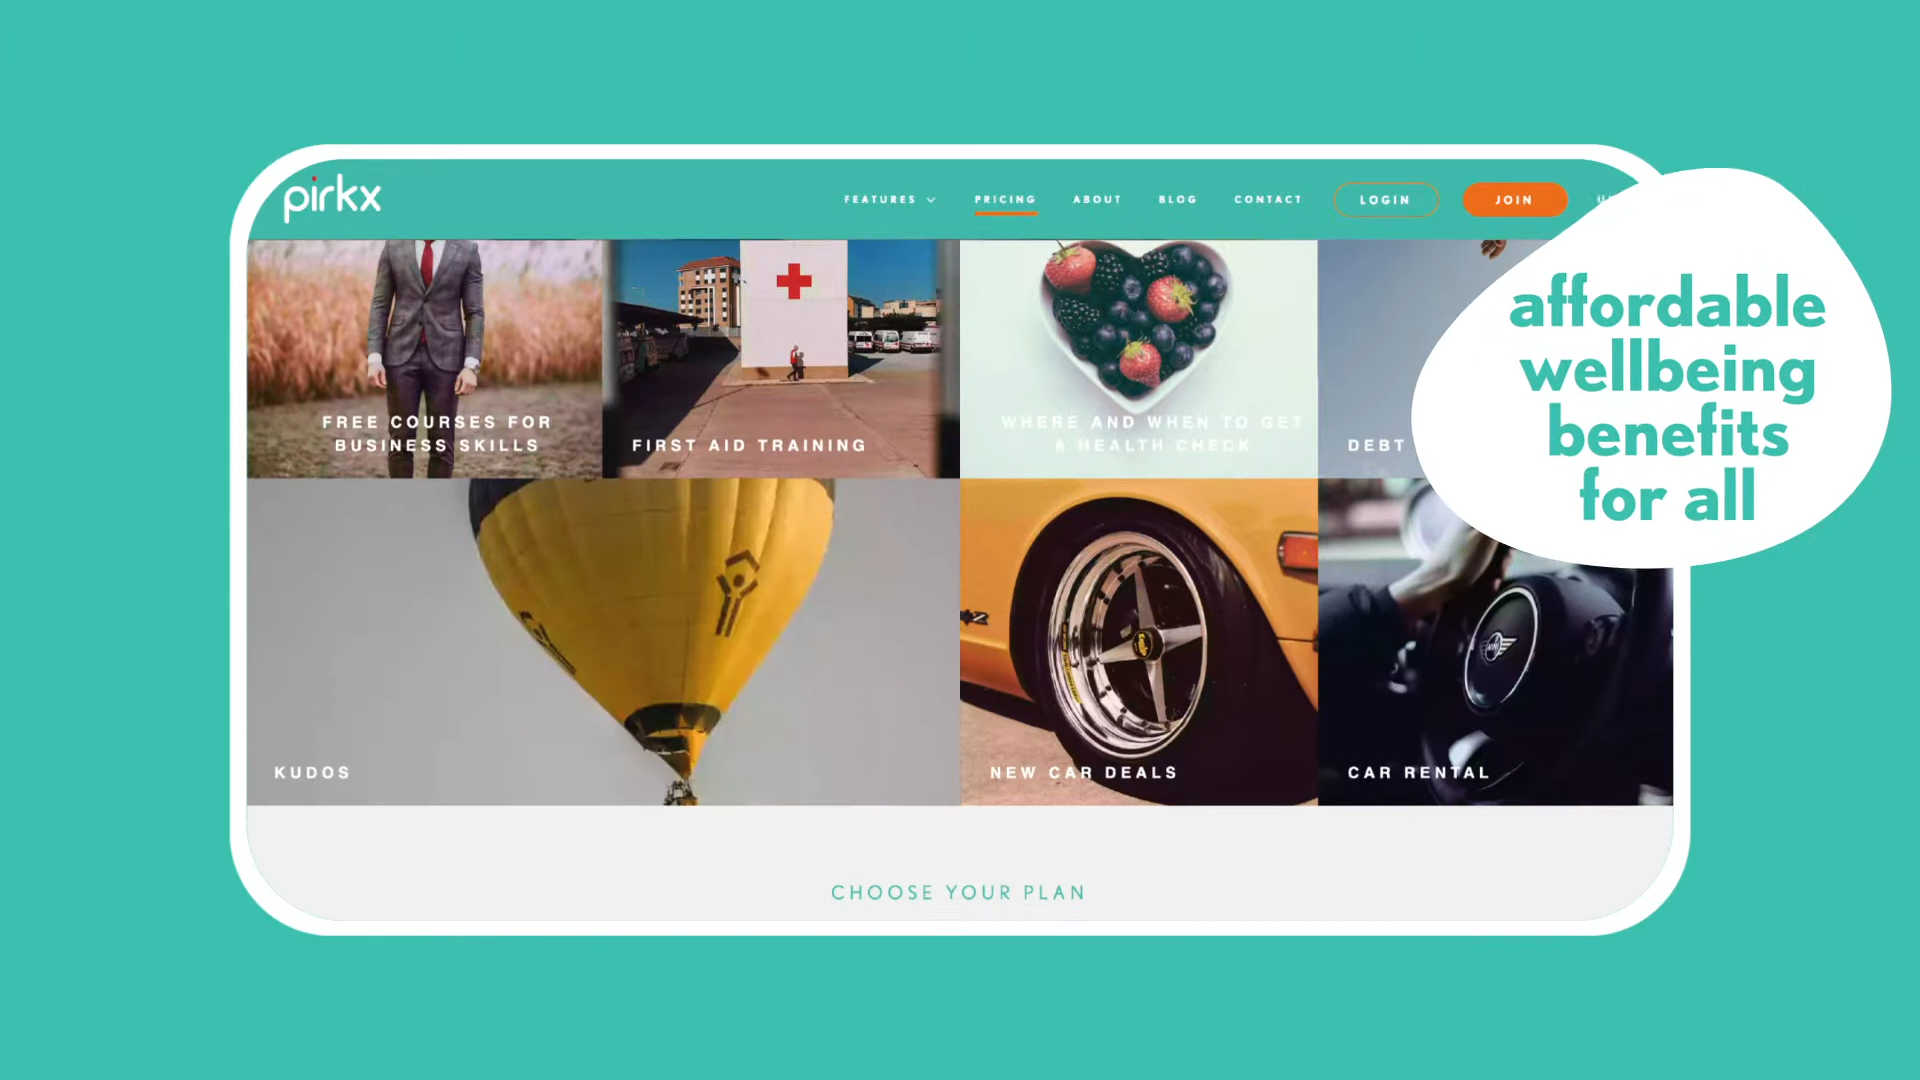 pirkx
FEATURES PRICING ABOUT BLOG CONTACT LOGIN JOIN
affordable
wellbeing
benefits
for all
FREE COURSES FOR
BUSINESS SKILLS
FIRST AID TRAINING
WHERE AND WHEN TO GET
A HEALTH CHECK
DEBT
KUDOS
NEW CAR DEALS
CAR RENTAL
MINI
CHOOSE YOUR PLAN